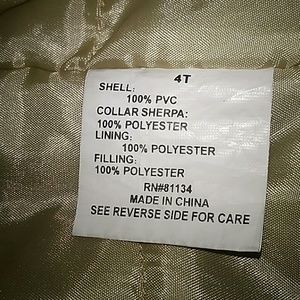 4T
SHELL:
100% PVC
COLLAR SHERPA:
100% POLYESTER
LINING:
100% POLYESTER
FILLING:
100% POLYESTER
RN#81134
MADE IN CHINA
SEE REVERSE SIDE FOR CARE